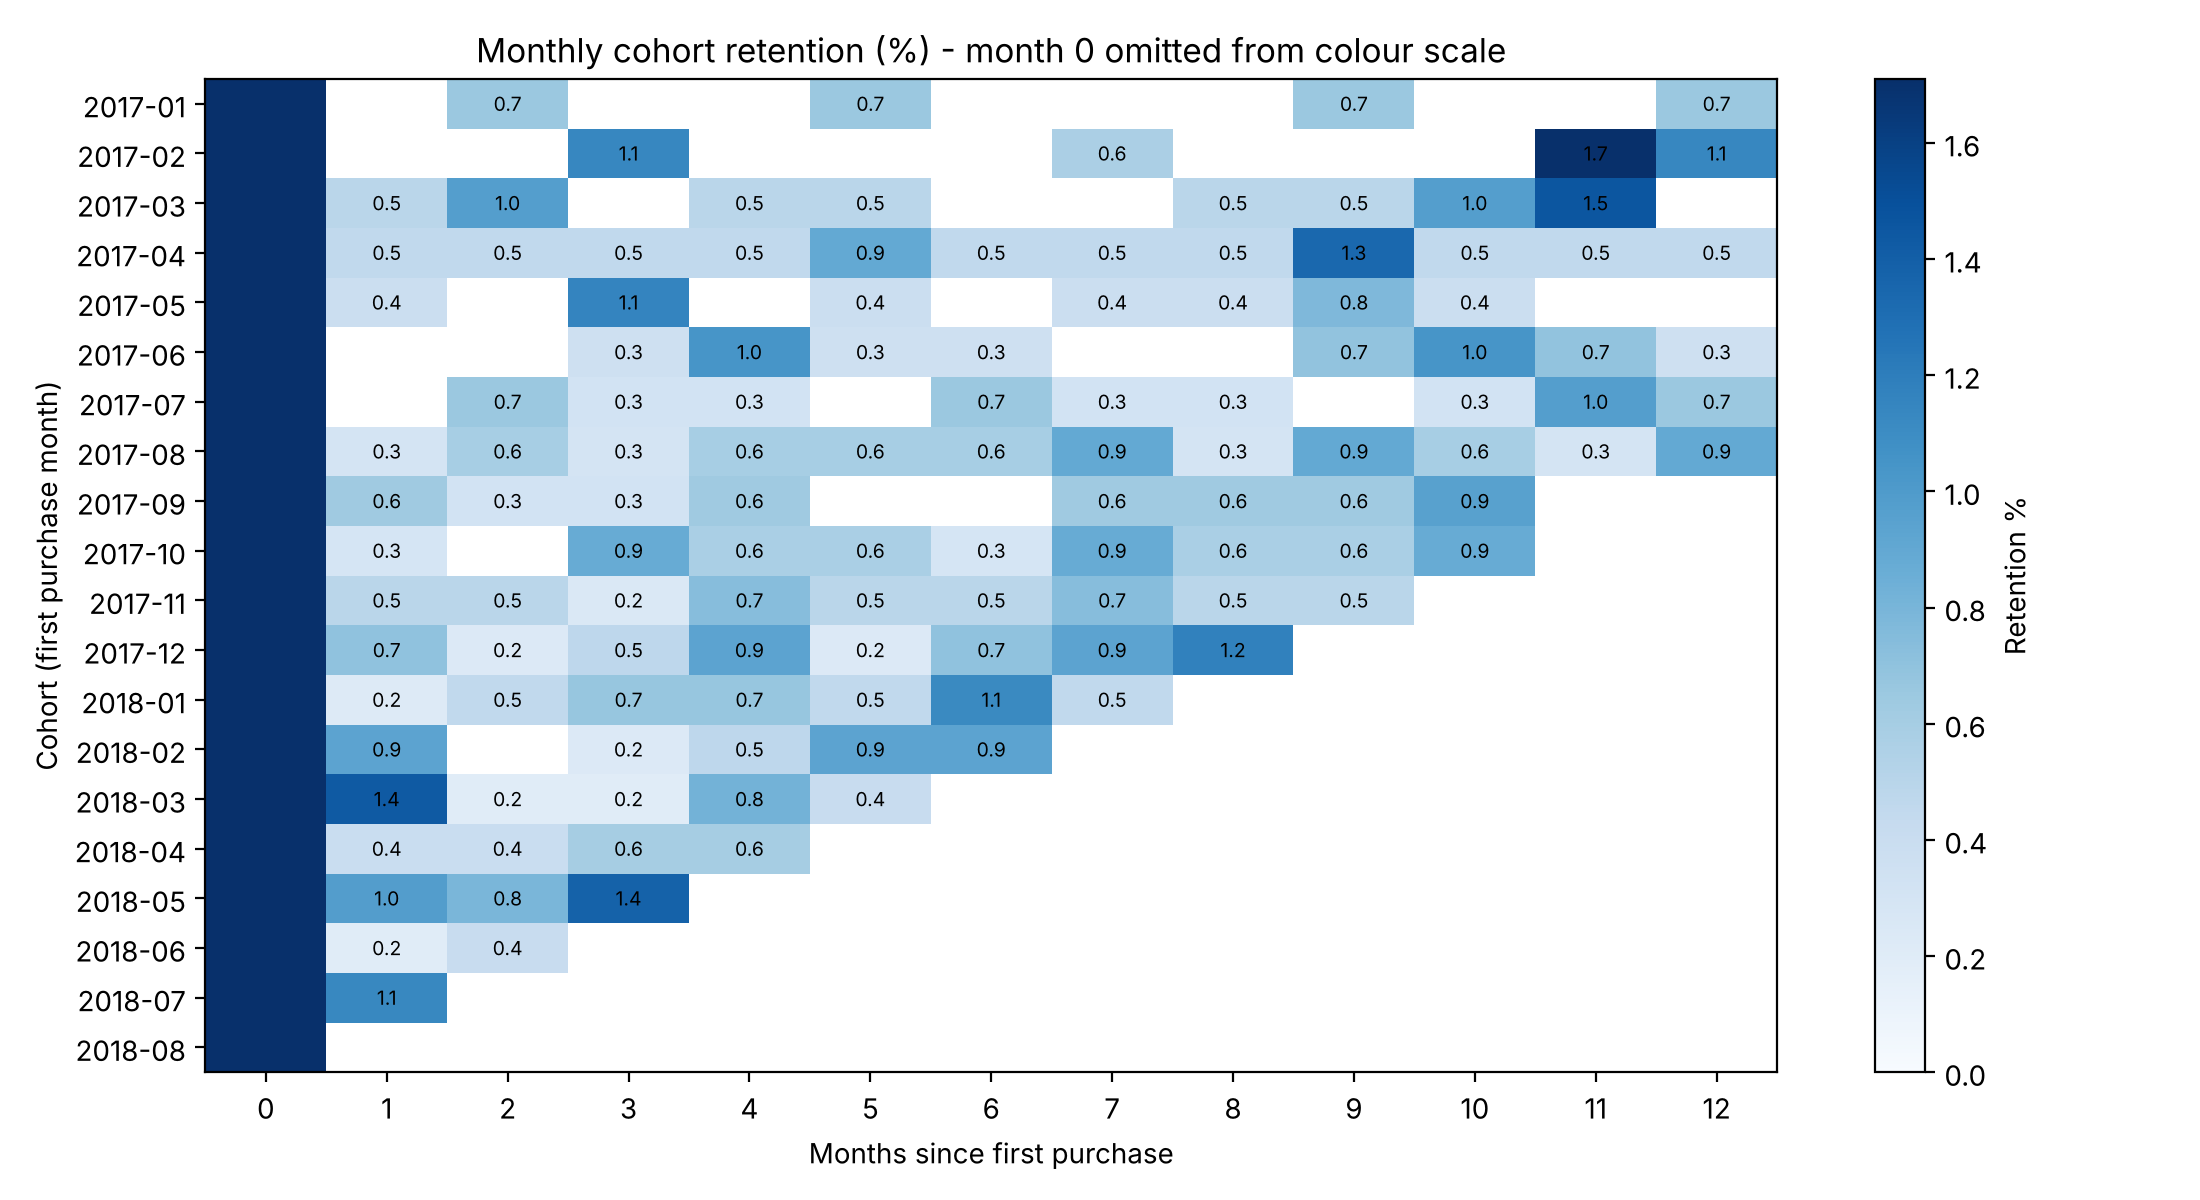 Monthly cohort retention (%) - month 0 omitted from colour scale
2017-01 0.7 0.7 0.7 0.7
2017-02 1.1 0.6 1.7 1.1
2017-03 0.5 1.0 0.5 0.5 0.5 0.5 1.0 1.5
2017-04 0.5 0.5 0.5 0.5 0.9 0.5 0.5 0.5 1.3 0.5 0.5 0.5
2017-05 0.4 1.1 0.4 0.4 0.4 0.8 0.4
2017-06 0.3 1.0 0.3 0.3 0.7 1.0 0.7 0.3
2017-07 0.7 0.3 0.3 0.7 0.3 0.3 0.3 1.0 0.7
2017-08 0.3 0.6 0.3 0.6 0.6 0.6 0.9 0.3 0.9 0.6 0.3 0.9
2017-09 0.6 0.3 0.3 0.6 0.6 0.6 0.6 0.9
2017-10 0.3 0.9 0.6 0.6 0.3 0.9 0.6 0.6 0.9
2017-11 0.5 0.5 0.2 0.7 0.5 0.5 0.7 0.5 0.5
2017-12 0.7 0.2 0.5 0.9 0.2 0.7 0.9 1.2
2018-01 0.2 0.5 0.7 0.7 0.5 1.1 0.5
2018-02 0.9 0.2 0.5 0.9 0.9
2018-03 1.4 0.2 0.2 0.8 0.4
2018-04 0.4 0.4 0.6 0.6
2018-05 1.0 0.8 1.4
2018-06 0.2 0.4
2018-07 1.1
2018-08
0 1 2 3 4 5 6 7 8 9 10 11 12
Months since first purchase
Cohort (first purchase month)
1.6
1.4
1.2
1.0
0.8
0.6
0.4
0.2
0.0
Retention %